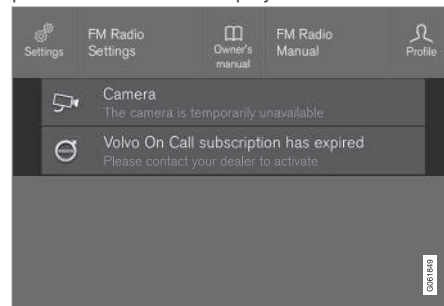 Settings
FM Radio
Settings
Owner's
manual
FM Radio
Manual
Profile
Camera
The camera is temporarily unavailable
Volvo On Call subscription has expired
Please contact your dealer to activate
G061849